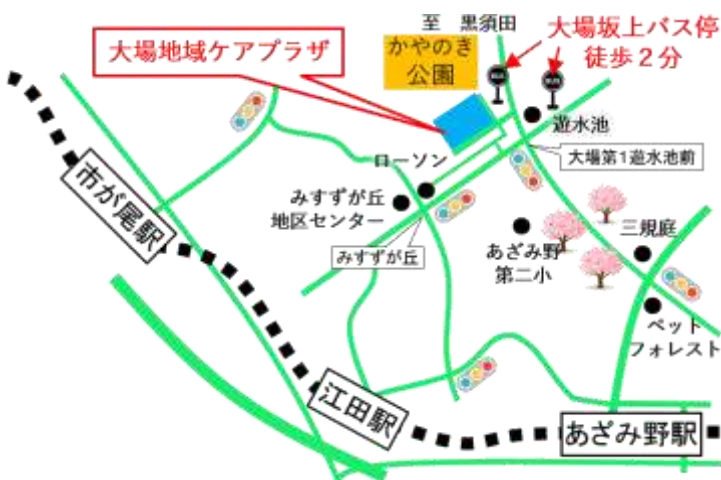 至 黒須田
大場坂上バス停
徒歩２分
大場地域ケアプラザ
かやのき
公園
遊水池
大場第1遊水池前
ローソン
みすずが丘
地区センター
みすずが丘
市が尾駅
あざみ野
第二小
三規庭
ペット
フォレスト
江田駅
あざみ野駅